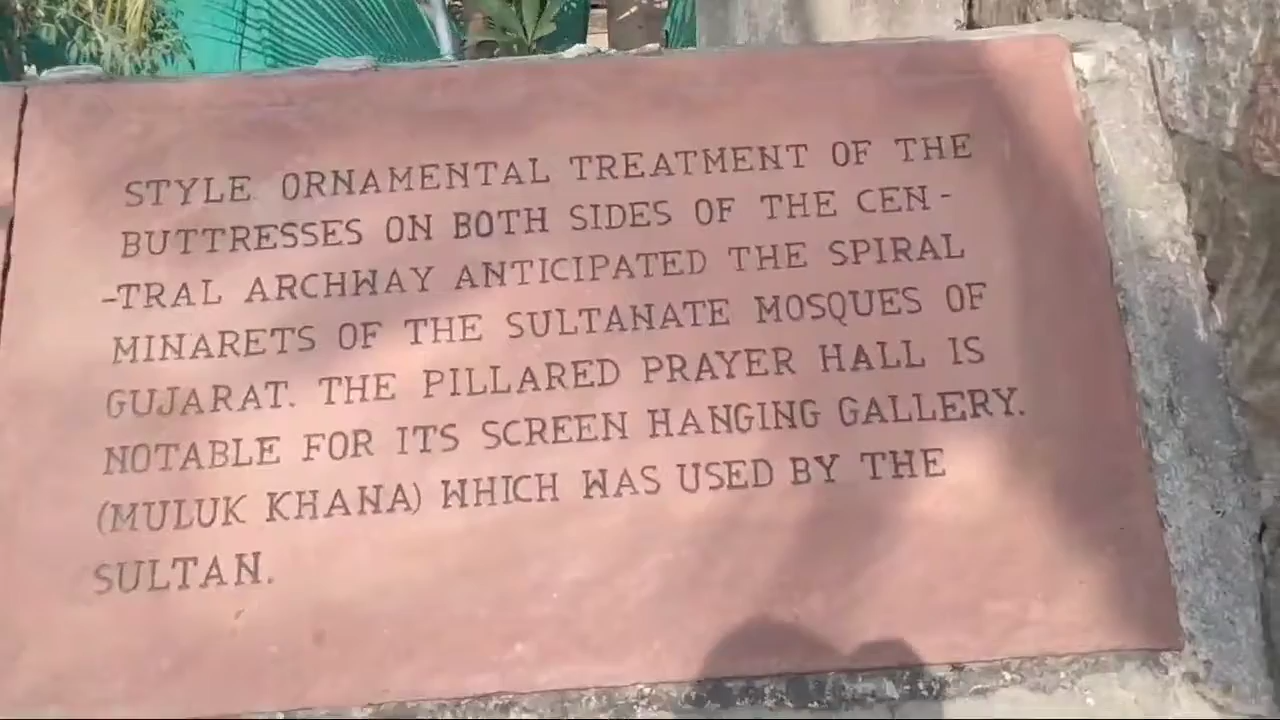 STYLE ORNAMENTAL TREATMENT OF THE
BUTTRESSES ON BOTH SIDES OF THE CEN-
-TRAL ARCHWAY ANTICIPATED THE SPIRAL
MINARETS OF THE SULTANATE MOSQUES OF
GUJARAT. THE PILLARED PRAYER HALL IS
NOTABLE FOR ITS SCREEN HANGING GALLERY.
(MULUK KHANA) WHICH WAS USED BY THE
SULTAN.